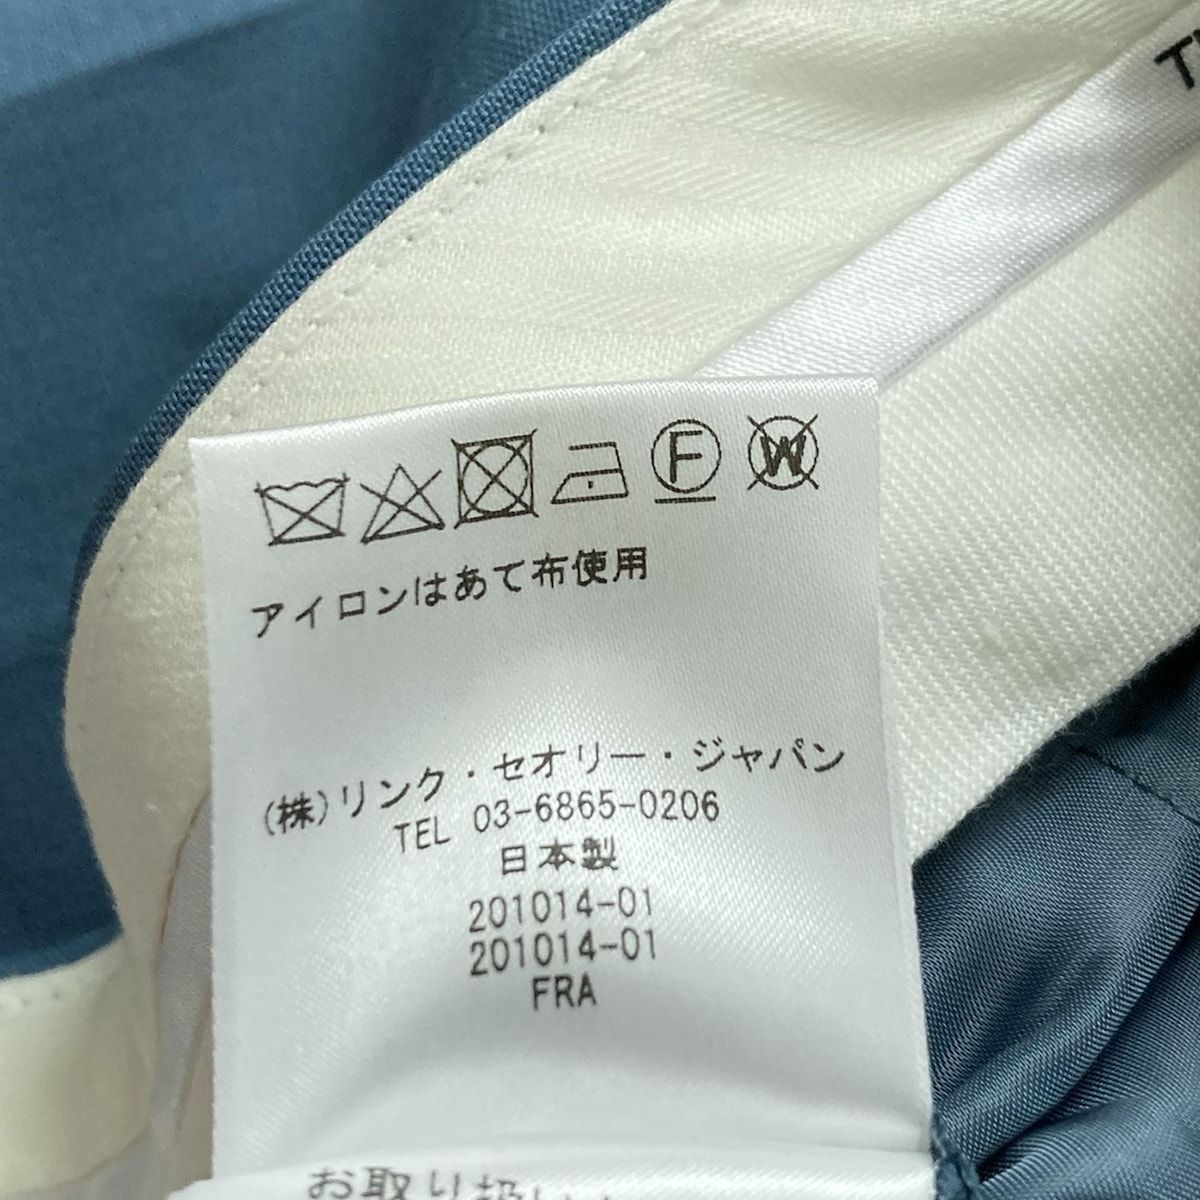 F W
アイロンはあて布使用
(株)リンク・セオリー・ジャパン
TEL 03-6865-0206
日本製
201014-01
201014-01
FRA